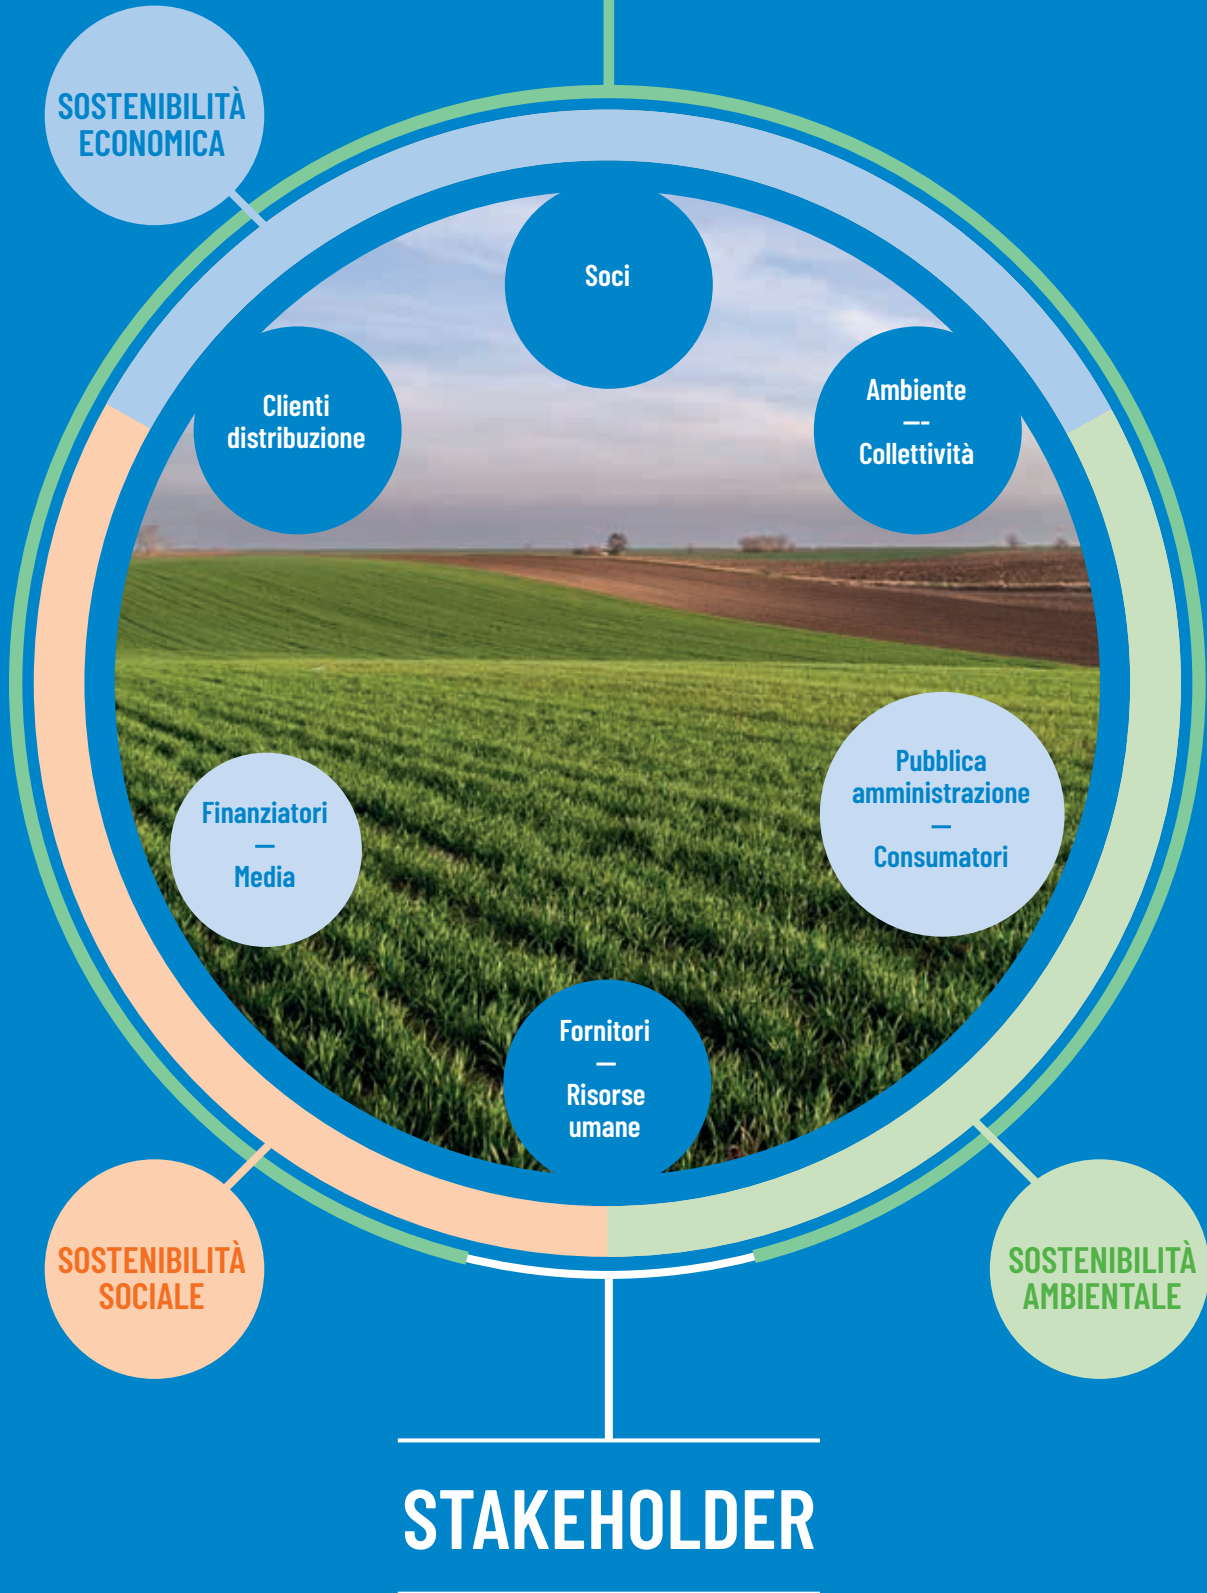 SOSTENIBILITÀ
ECONOMICA
Soci
Clienti
distribuzione
Ambiente
—-
Collettività
Finanziatori
—
Media
Pubblica
amministrazione
—
Consumatori
Fornitori
—
Risorse
umane
SOSTENIBILITÀ
SOCIALE
SOSTENIBILITÀ
AMBIENTALE
STAKEHOLDER